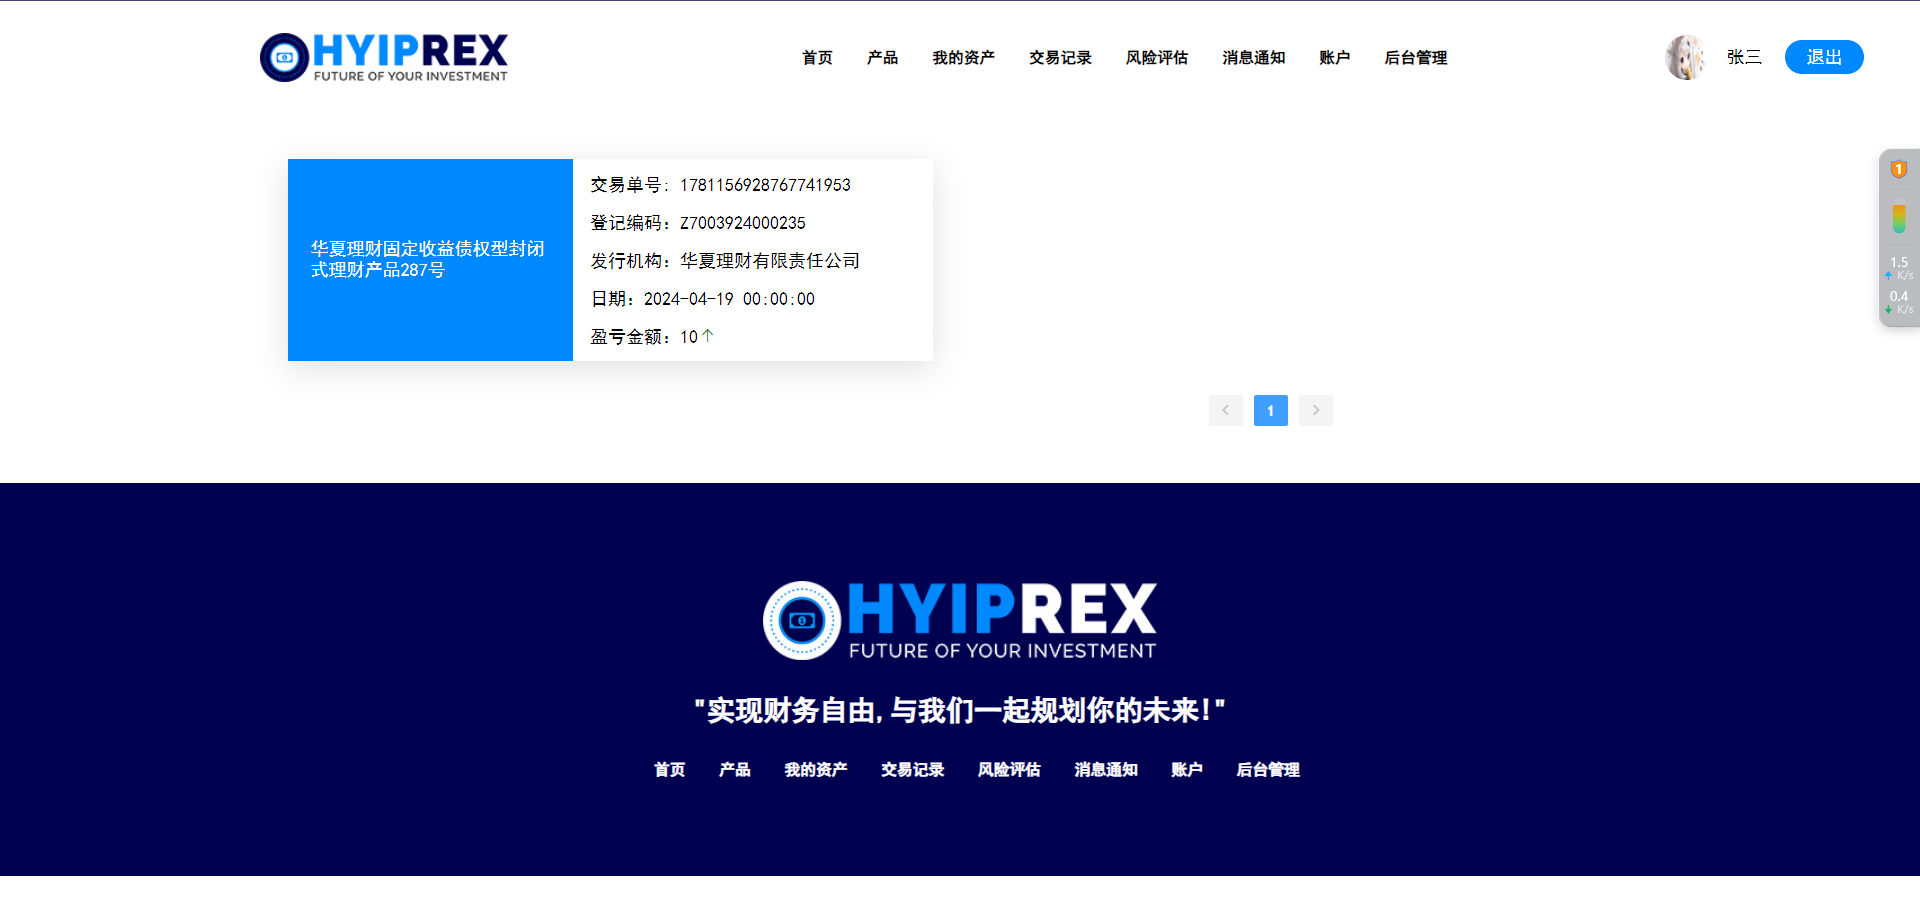 HYIPREX
FUTURE OF YOUR INVESTMENT
首页 产品 我的资产 交易记录 风险评估 消息通知 账户 后台管理
张三 退出
华夏理财固定收益债权型封闭
式理财产品287号
交易单号：1781156928767741953
登记编码：Z7003924000235
发行机构：华夏理财有限责任公司
日期：2024-04-19 00:00:00
盈亏金额：10↑
1
1.5
K/s
0.4
K/s
1
HYIPREX
FUTURE OF YOUR INVESTMENT
"实现财务自由，与我们一起规划你的未来！"
首页 产品 我的资产 交易记录 风险评估 消息通知 账户 后台管理